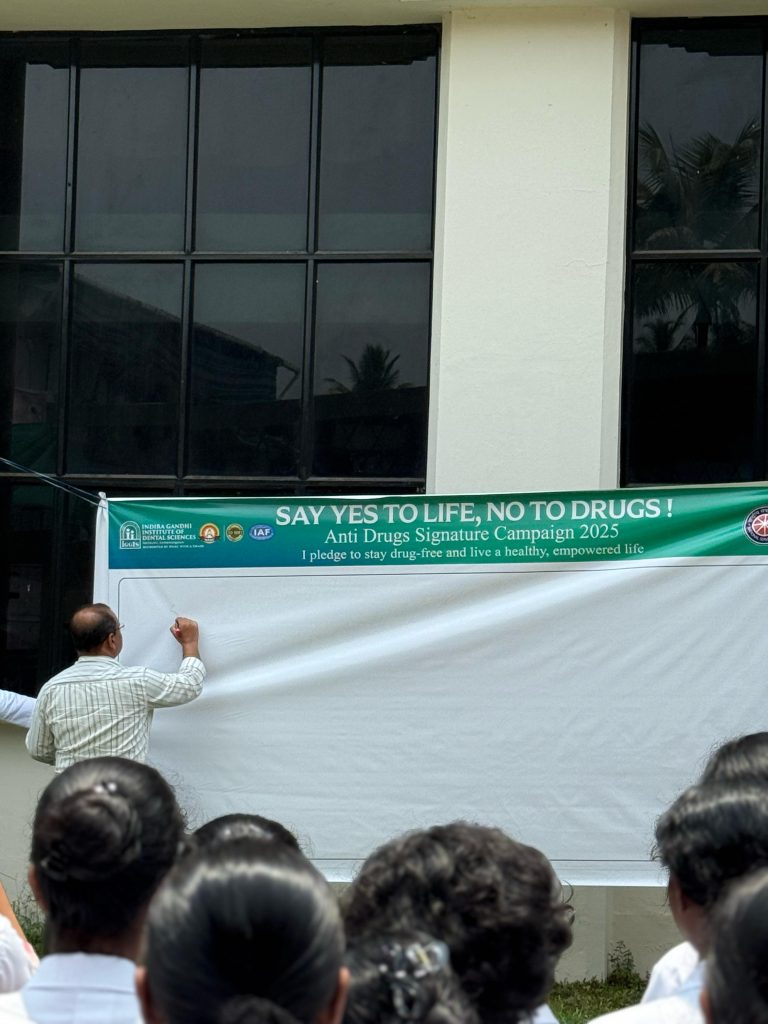 SAY YES TO LIFE, NO TO DRUGS !
Anti Drugs Signature Campaign 2025
I pledge to stay drug-free and live a healthy, empowered life
INDIRA GANDHI
INSTITUTE OF
DENTAL SCIENCES
IGGIDS
IAF